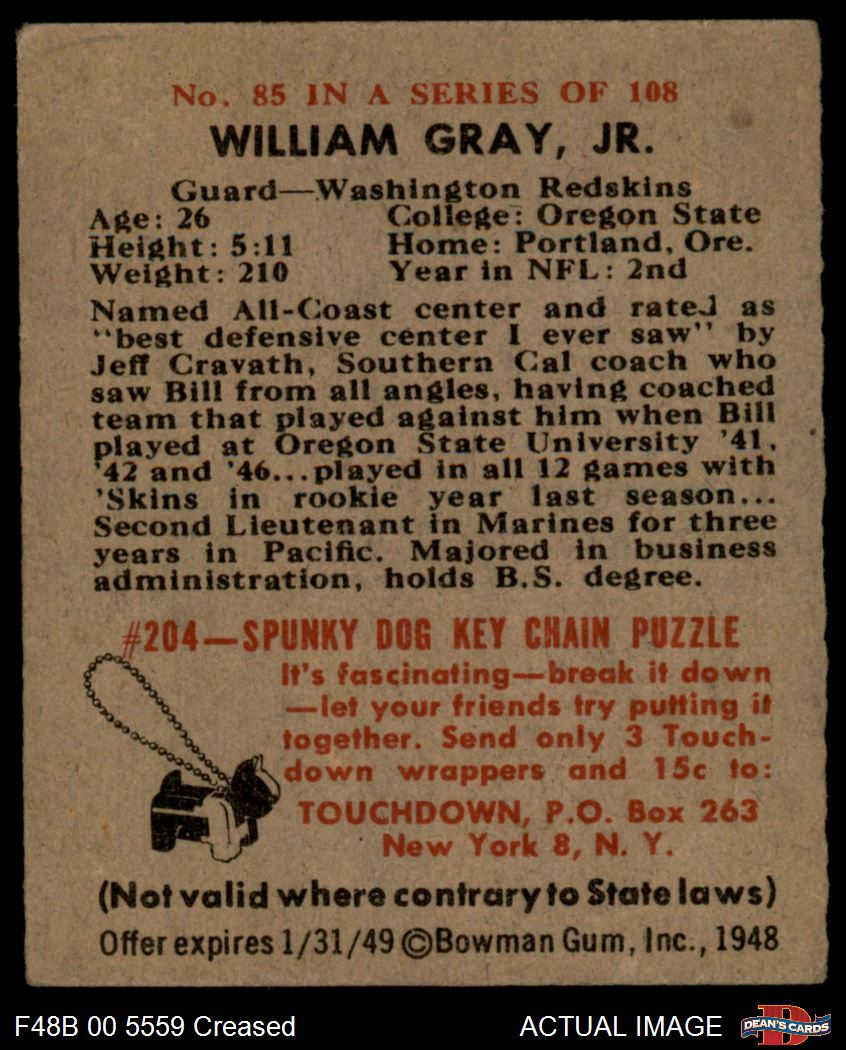 No. 85 IN A SERIES OF 108
WILLIAM GRAY, JR.
Guard—Washington Redskins
Age: 26 College: Oregon State
Height: 5:11 Home: Portland, Ore.
Weight: 210 Year in NFL: 2nd
Named All-Coast center and rated as
"best defensive center I ever saw" by
Jeff Cravath, Southern Cal coach who
saw Bill from all angles, having coached
team that played against him when Bill
played at Oregon State University '41,
'42 and '46...played in all 12 games with
'Skins in rookie year last season...
Second Lieutenant in Marines for three
years in Pacific. Majored in business
administration, holds B.S. degree.
#204—SPUNKY DOG KEY CHAIN PUZZLE
It's fascinating—break it down
—let your friends try putting it
together. Send only 3 Touch-
down wrappers and 15c to:
TOUCHDOWN, P.O. Box 263
New York 8, N. Y.
(Not valid where contrary to State laws)
Offer expires 1/31/49 ©Bowman Gum, Inc., 1948
F48B 00 5559 Creased ACTUAL IMAGE DEAN'S CARDS